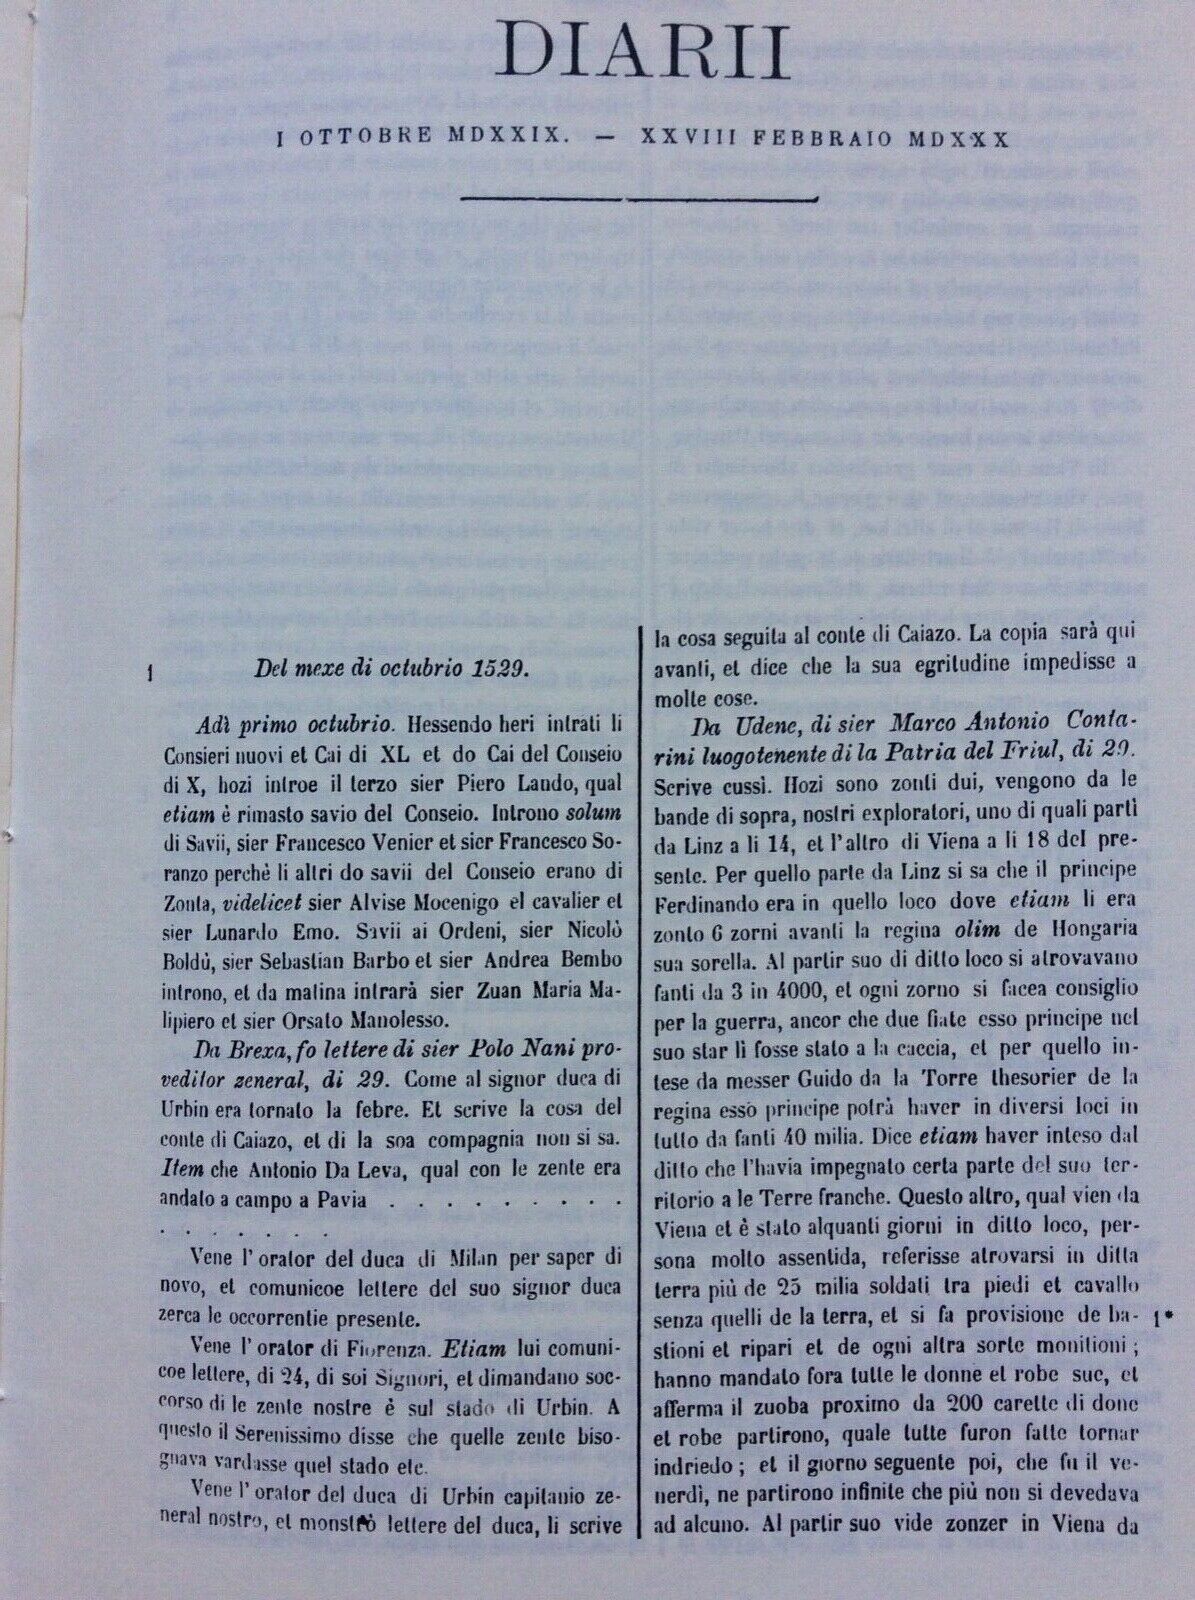 DIARII
I OTTOBRE MDXXIX. — XXVIII FEBBRAIO MDXXX
1
Del mexe di octubrio 1529.
Adì primo octubrio. Hessendo heri intrati li
Consieri nuovi et Cai di XL et do Cai del Conseio
di X, hozi introe il terzo sier Piero Lando, qual
etiam è rimasto savio del Conseio. Introno solum
di Savii, sier Francesco Venier et sier Francesco So-
ranzo perchè li altri do savii del Conseio erano di
Zonta, videlicet sier Alvise Mocenigo el cavalier et
sier Lunardo Emo. Savii ai Ordeni, sier Nicolò
Boldù, sier Sebastian Barbo et sier Andrea Bembo
introno, et da matina intrarà sier Zuan Maria Ma-
lipiero et sier Orsato Manolesso.
Da Brexa, fo lettere di sier Polo Nani pro-
veditor zeneral, di 29. Come al signor duca di
Urbin era tornato la febre. Et scrive la cosa del
conte di Caiazo, et di la soa compagnia non si sa.
Item che Antonio Da Leva, qual con le zente era
andato a campo a Pavia . . . . . . . . .
. . . . . . .
Vene l'orator del duca di Milan per saper di
novo, et comunicoe lettere del suo signor duca
zerca le occorrentie presente.
Vene l'orator di Fiorenza. Etiam lui comuni-
coe lettere, di 24, di soi Signori, et dimandano soc-
corso di le zente nostre è sul stado di Urbin. A
questo il Serenissimo disse che quelle zente biso-
gnava vardasse quel stado etc.
Vene l'orator del duca di Urbin capitanio ze-
neral nostro, et monstrò lettere del duca, li scrive
la cosa seguita al conte di Caiazo. La copia sarà qui
avanti, et dice che la sua egritudine impedisse a
molte cose.
Da Udene, di sier Marco Antonio Conta-
rini luogotenente di la Patria del Friul, di 29.
Scrive cussì. Hozi sono zonti dui, vengono da le
bande di sopra, nostri exploratori, uno di quali partì
da Linz a li 14, et l'altro di Viena a li 18 del pre-
sente. Per quello parte da Linz si sa che il principe
Ferdinando era in quello loco dove etiam li era
zonto 6 zorni avanti la regina olim de Hongaria
sua sorella. Al partir suo di ditto loco si atrovavano
fanti da 3 in 4000, et ogni zorno si facea consiglio
per la guerra, ancor che due fiate esso principe nel
suo star lì fosse stato a la caccia, et per quello in-
tese da messer Guido da la Torre thesorier de la
regina esso principe potrà haver in diversi loci in
tutto da fanti 40 milia. Dice etiam haver inteso dal
ditto che l'havia impegnato certa parte del suo ter-
ritorio a le Terre franche. Questo altro, qual vien da
Viena et è stato alquanti giorni in ditto loco, per-
sona molto assentida, referisse atrovarsi in ditta
terra più de 25 milia soldati tra piedi et cavallo
senza quelli de la terra, et si fa provisione de ba-
1*
stioni et ripari et de ogni altra sorte monitioni ;
hanno mandato fora tutte le donne et robe sue, et
afferma il zuoba proximo da 200 carette di done
et robe partirono, quale tutte furon fatte tornar
indriedo ; et il giorno seguente poi, che fu il ve-
nerdì, ne partirono infinite che più non si devedava
ad alcuno. Al partir suo vide zonzer in Viena da